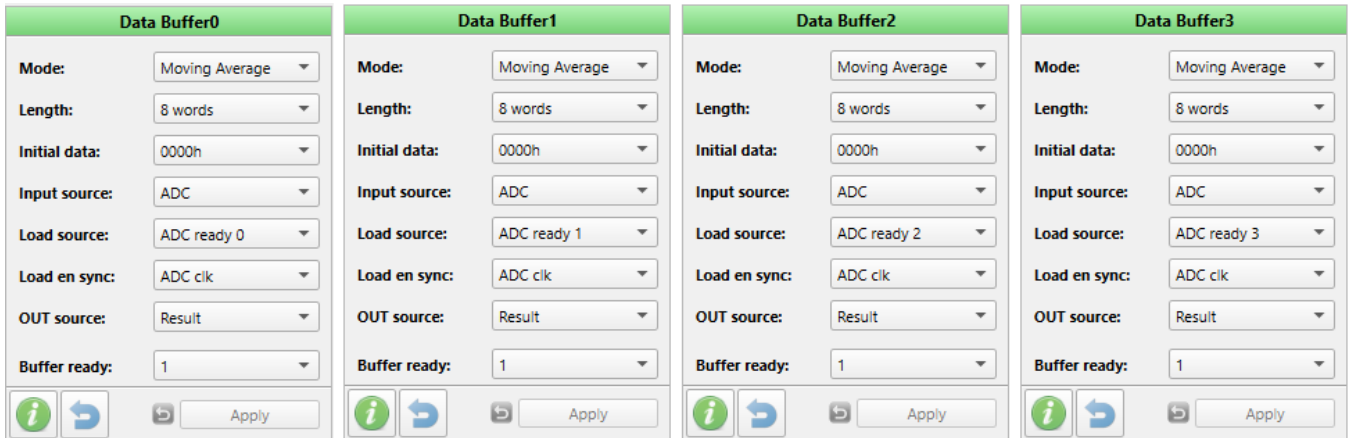 Data Buffer0
Mode: Moving Average
Length: 8 words
Initial data: 0000h
Input source: ADC
Load source: ADC ready 0
Load en sync: ADC clk
OUT source: Result
Buffer ready: 1
i
Apply
Data Buffer1
Mode: Moving Average
Length: 8 words
Initial data: 0000h
Input source: ADC
Load source: ADC ready 1
Load en sync: ADC clk
OUT source: Result
Buffer ready: 1
i
Apply
Data Buffer2
Mode: Moving Average
Length: 8 words
Initial data: 0000h
Input source: ADC
Load source: ADC ready 2
Load en sync: ADC clk
OUT source: Result
Buffer ready: 1
i
Apply
Data Buffer3
Mode: Moving Average
Length: 8 words
Initial data: 0000h
Input source: ADC
Load source: ADC ready 3
Load en sync: ADC clk
OUT source: Result
Buffer ready: 1
i
Apply